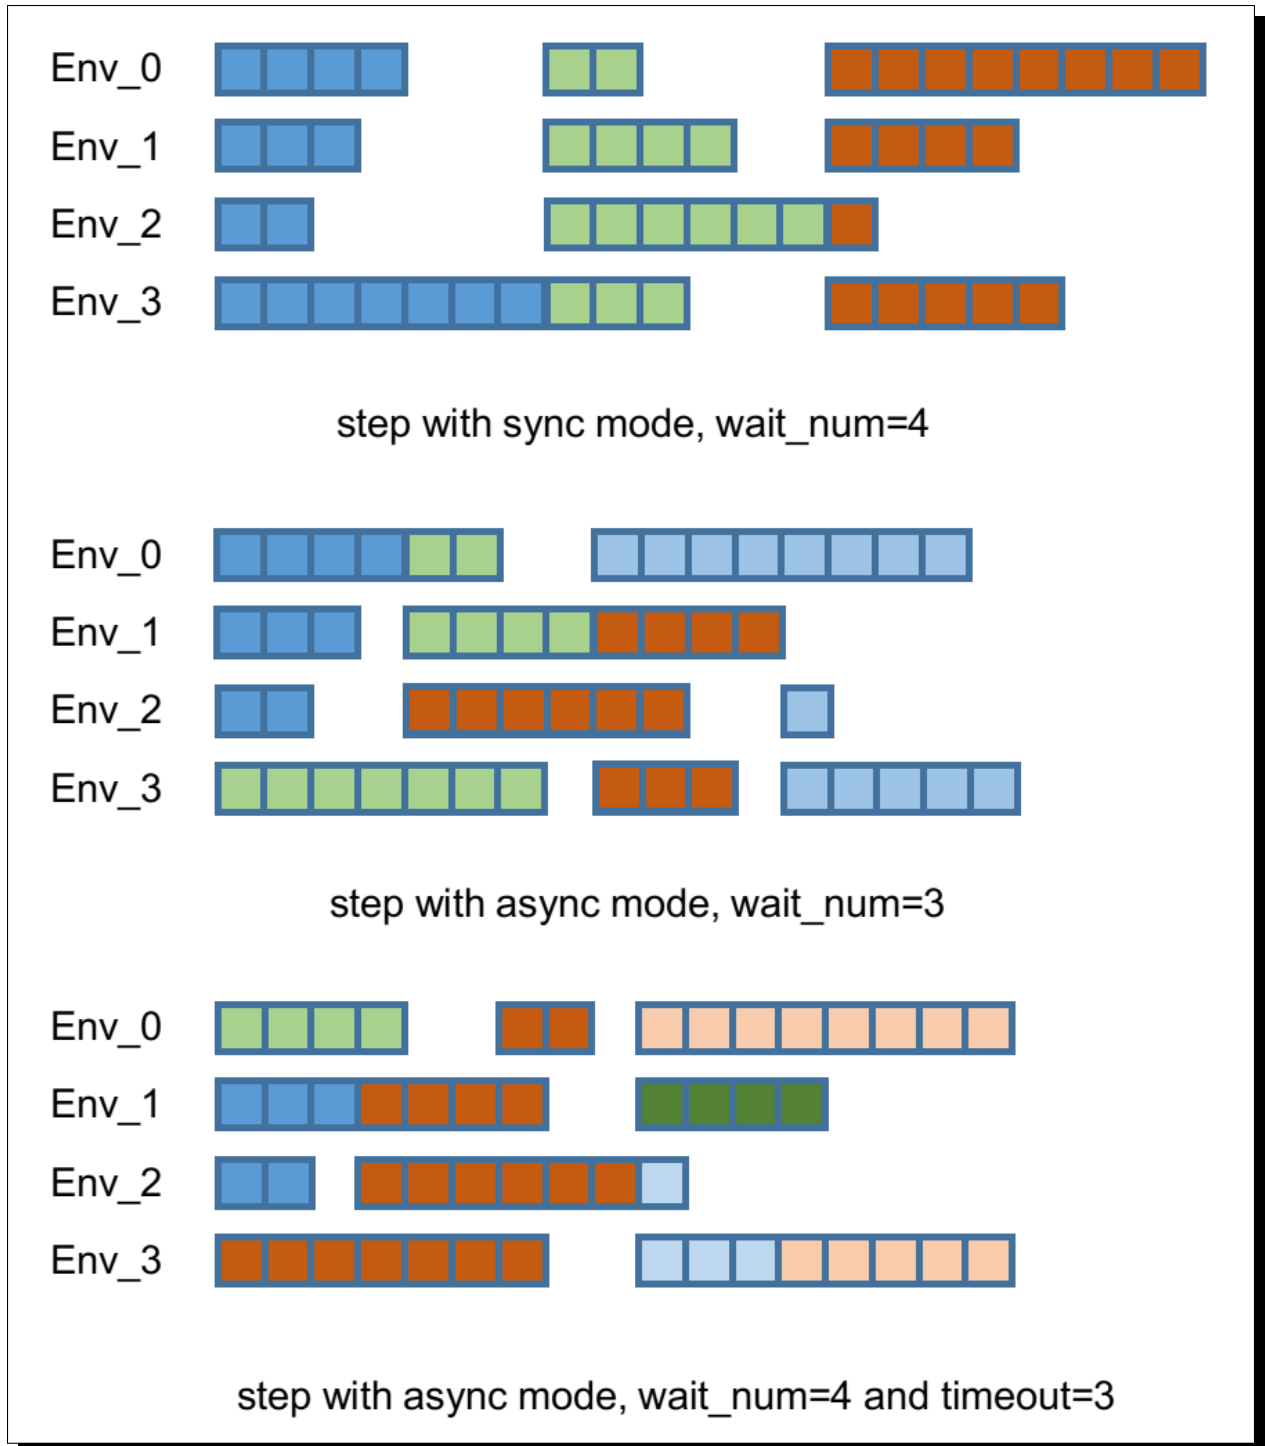 Env_0
Env_1
Env_2
Env_3
step with sync mode, wait_num=4
Env_0
Env_1
Env_2
Env_3
step with async mode, wait_num=3
Env_0
Env_1
Env_2
Env_3
step with async mode, wait_num=4 and timeout=3